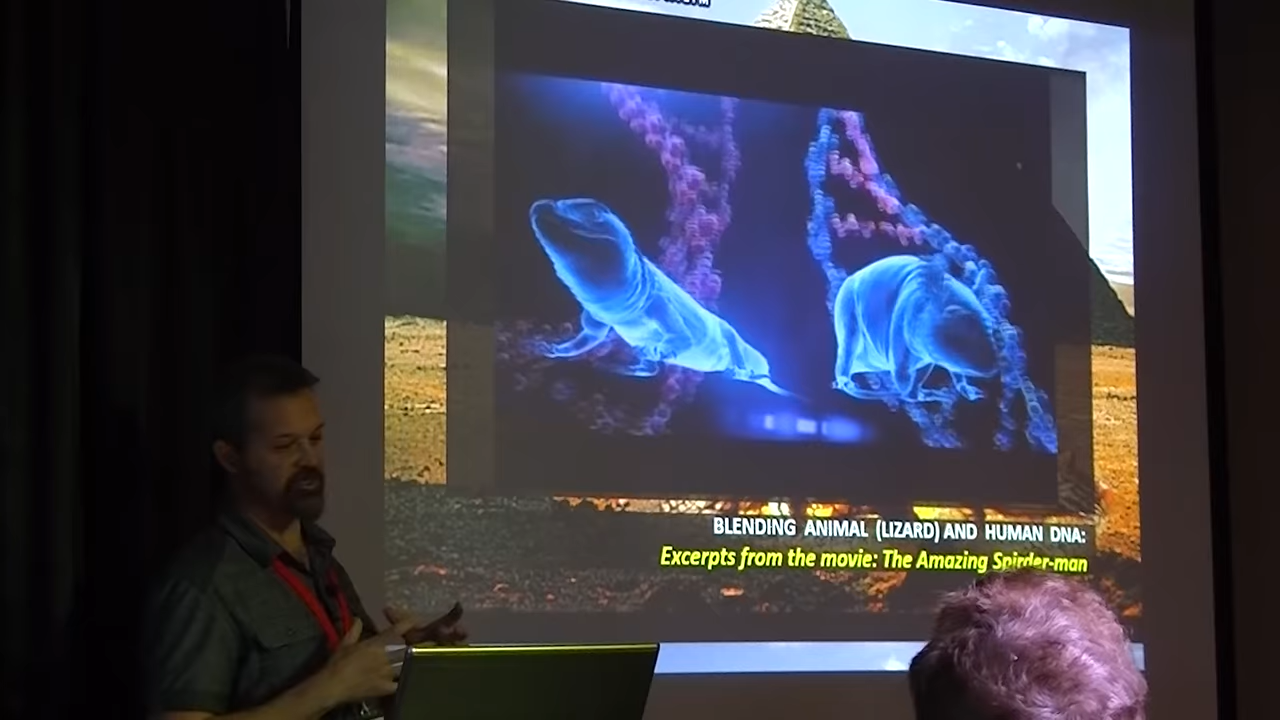 BLENDING ANIMAL (LIZARD) AND HUMAN DNA:
Excerpts from the movie: The Amazing Spirder-man